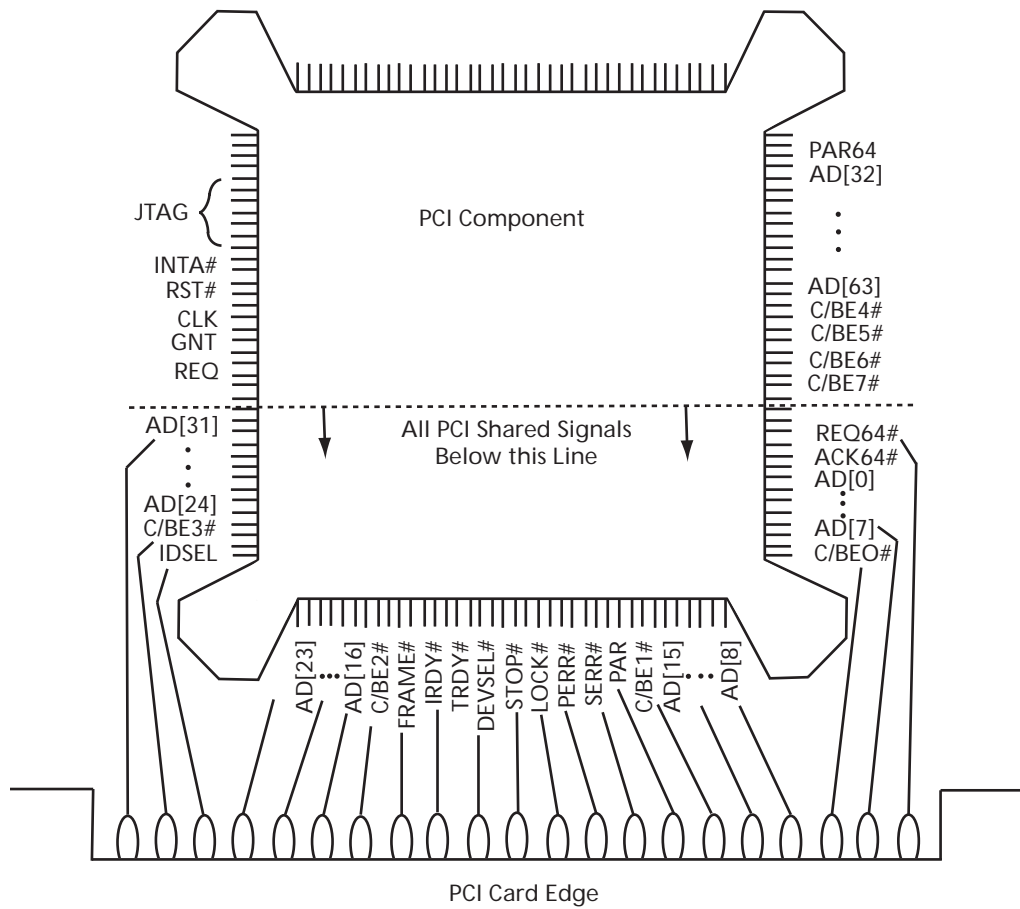 PAR64
AD[32]
JTAG
PCI Component
INTA#
RST#
CLK
GNT
REQ
AD[63]
C/BE4#
C/BE5#
C/BE6#
C/BE7#
All PCI Shared Signals
Below this Line
AD[31]
AD[24]
C/BE3#
IDSEL
REQ64#
ACK64#
AD[0]
AD[7]
C/BEO#
AD[23]
AD[16]
C/BE2#
FRAME#
IRDY#
TRDY#
DEVSEL#
STOP#
LOCK#
PERR#
SERR#
PAR
C/BE1#
AD[15]
AD[8]
PCI Card Edge